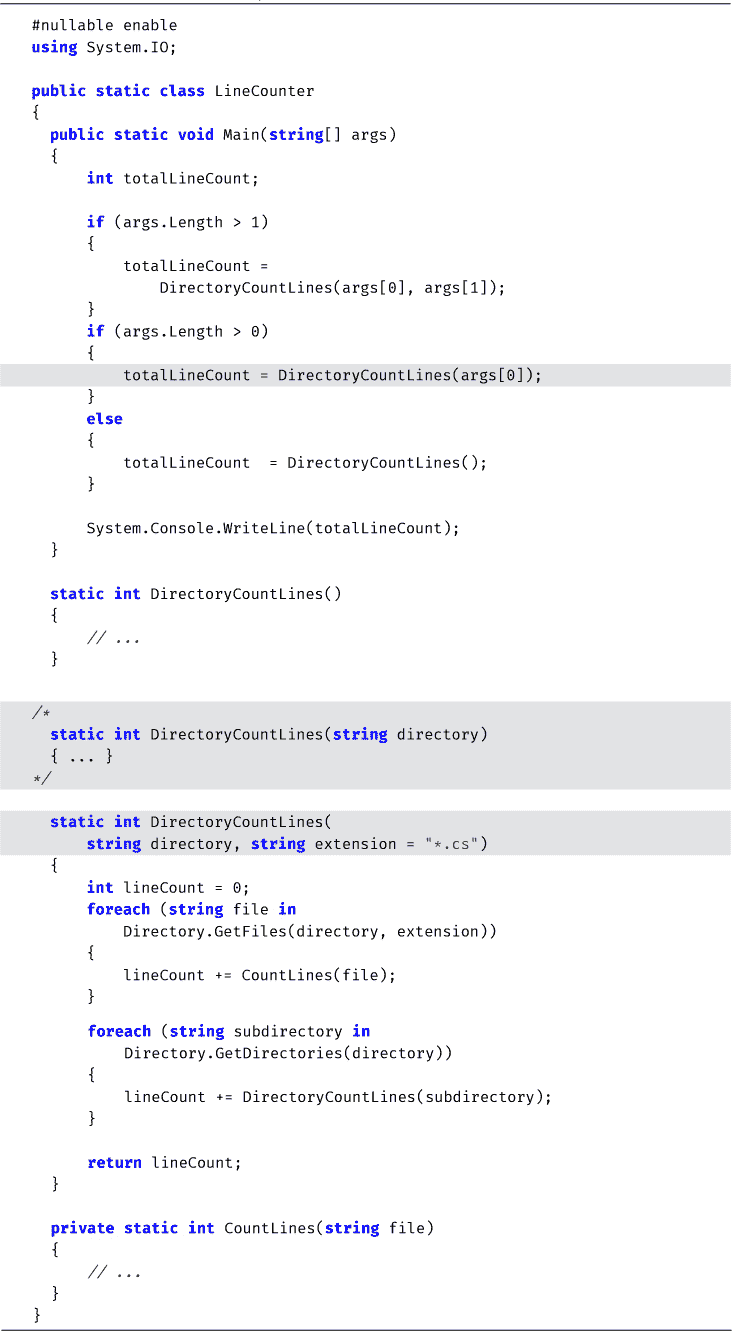 #nullable enable
using System.IO;

public static class LineCounter
{
  public static void Main(string[] args)
  {
      int totalLineCount;

      if (args.Length > 1)
      {
          totalLineCount =
              DirectoryCountLines(args[0], args[1]);
      }
      if (args.Length > 0)
      {
          totalLineCount = DirectoryCountLines(args[0]);
      }
      else
      {
          totalLineCount  = DirectoryCountLines();
      }

      System.Console.WriteLine(totalLineCount);
  }

  static int DirectoryCountLines()
  {
      // ...
  }

/*
  static int DirectoryCountLines(string directory)
  { ... }
*/

  static int DirectoryCountLines(
      string directory, string extension = "*.cs")
  {
      int lineCount = 0;
      foreach (string file in
          Directory.GetFiles(directory, extension))
      {
          lineCount += CountLines(file);
      }

      foreach (string subdirectory in
          Directory.GetDirectories(directory))
      {
          lineCount += DirectoryCountLines(subdirectory);
      }

      return lineCount;
  }

  private static int CountLines(string file)
  {
      // ...
  }
}